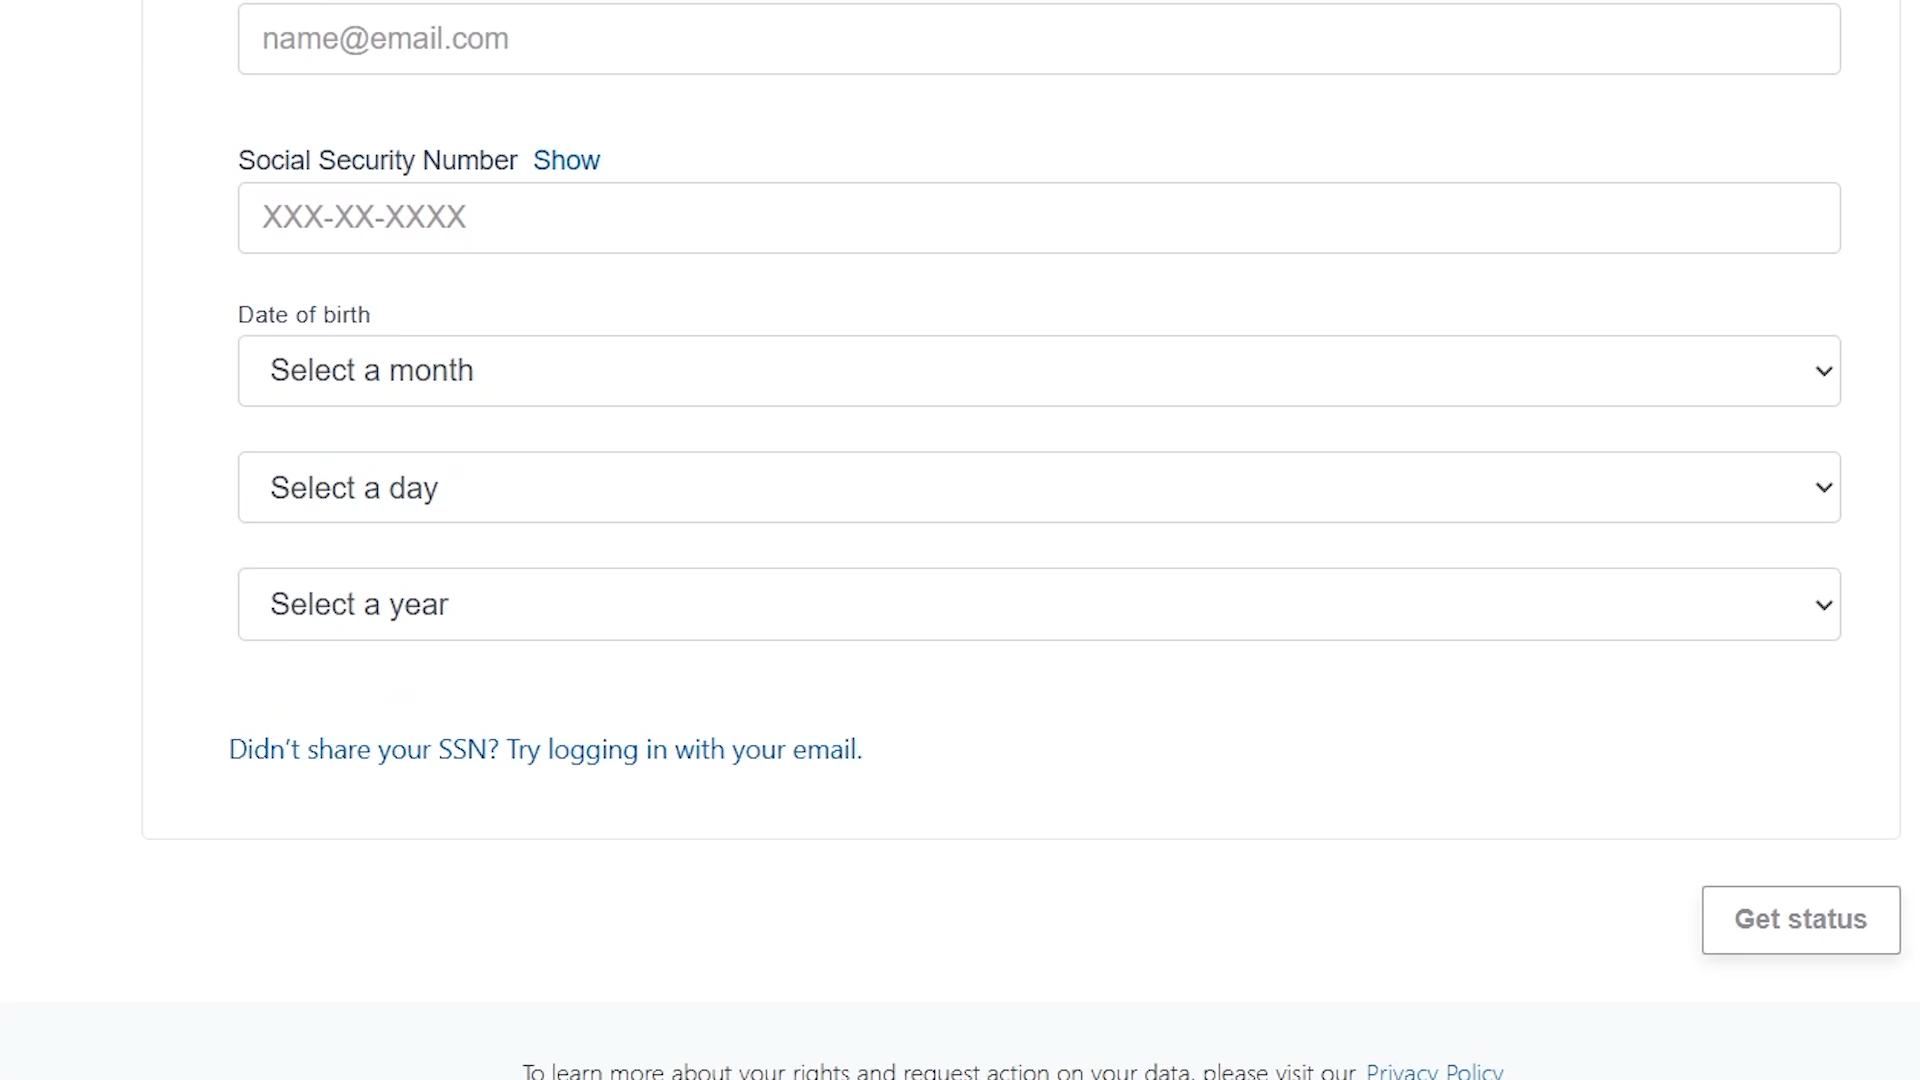 name@email.com
Social Security Number Show
XXX-XX-XXXX
Date of birth
Select a month
Select a day
Select a year
Didn't share your SSN? Try logging in with your email.
Get status
To learn more about your rights and request action on your data, please visit our Privacy Policy